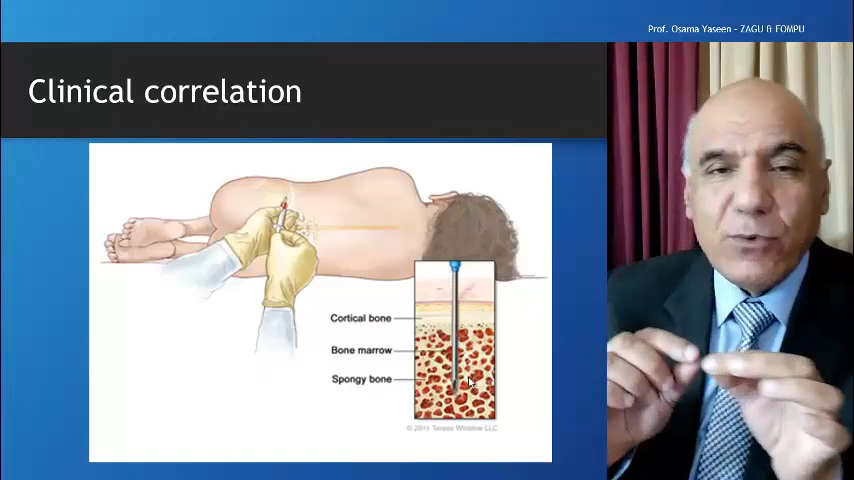 Prof. Osama Yaseen - ZAGU & FOMPU
Clinical correlation
Cortical bone
Bone marrow
Spongy bone
© 2011 Terese Winslow LLC